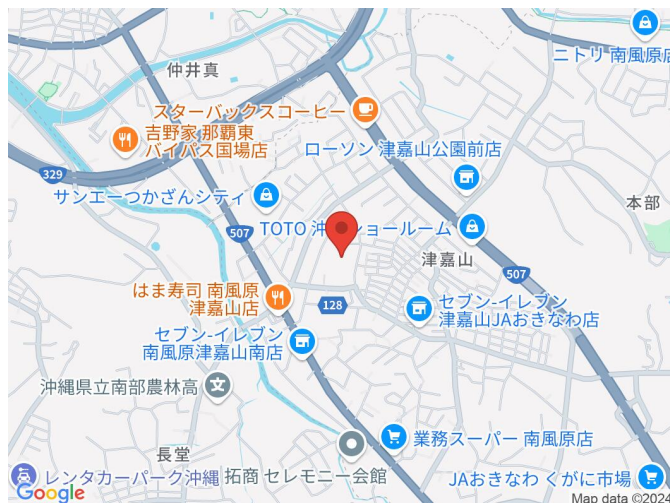 ニトリ 南風原店
仲井真
スターバックスコーヒー
吉野家 那覇東
バイパス国場店
ローソン 津嘉山公園前店
329
サンエーつかざんシティ
本部
507
TOTO 沖
ショールーム
津嘉山
507
はま寿司 南風原
津嘉山店
128
セブン-イレブン
津嘉山JAおきなわ店
セブン-イレブン
南風原津嘉山南店
沖縄県立南部農林高
長堂
業務スーパー 南風原店
拓商 セレモニー会館
レンタカーパーク沖縄
JAおきなわ くがに市場
Google
Map data ©2024